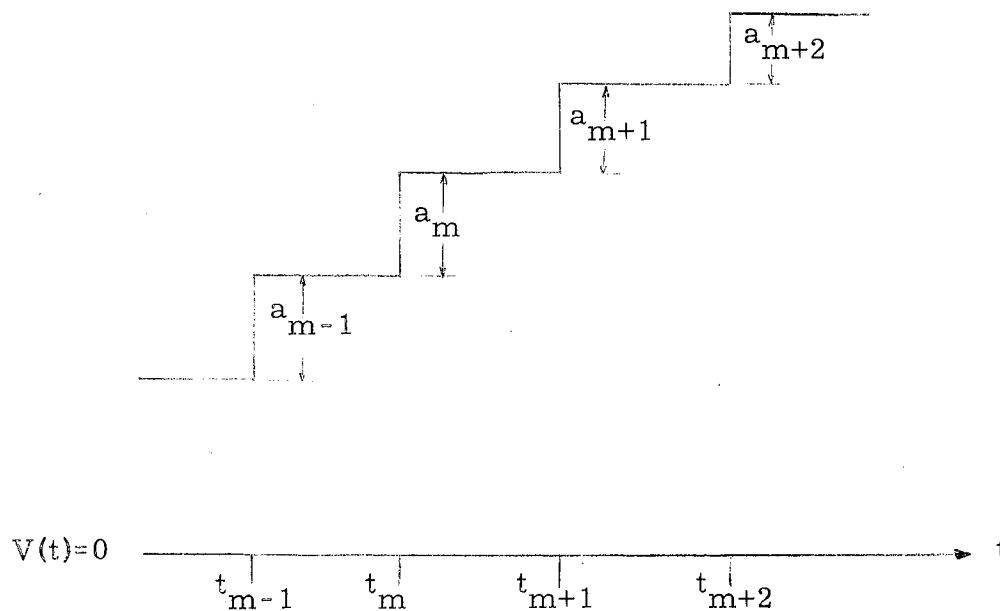 a_{m+2}
a_{m+1}
a_m
a_{m-1}
V(t)=0 t
t_{m-1} t_m t_{m+1} t_{m+2}